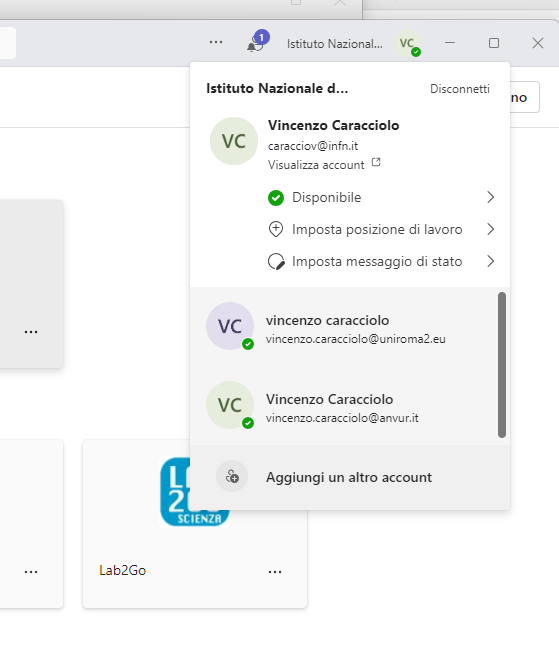 ...
1
Istituto Nazional...
VC
no
Istituto Nazionale d...
Disconnetti
VC
Vincenzo Caracciolo
caracciov@infn.it
Visualizza account
Disponibile
Imposta posizione di lavoro
Imposta messaggio di stato
VC
vincenzo caracciolo
vincenzo.caracciolo@uniroma2.eu
VC
Vincenzo Caracciolo
vincenzo.caracciolo@anvur.it
Aggiungi un altro account
...
SCIENZA
...
Lab2Go
...